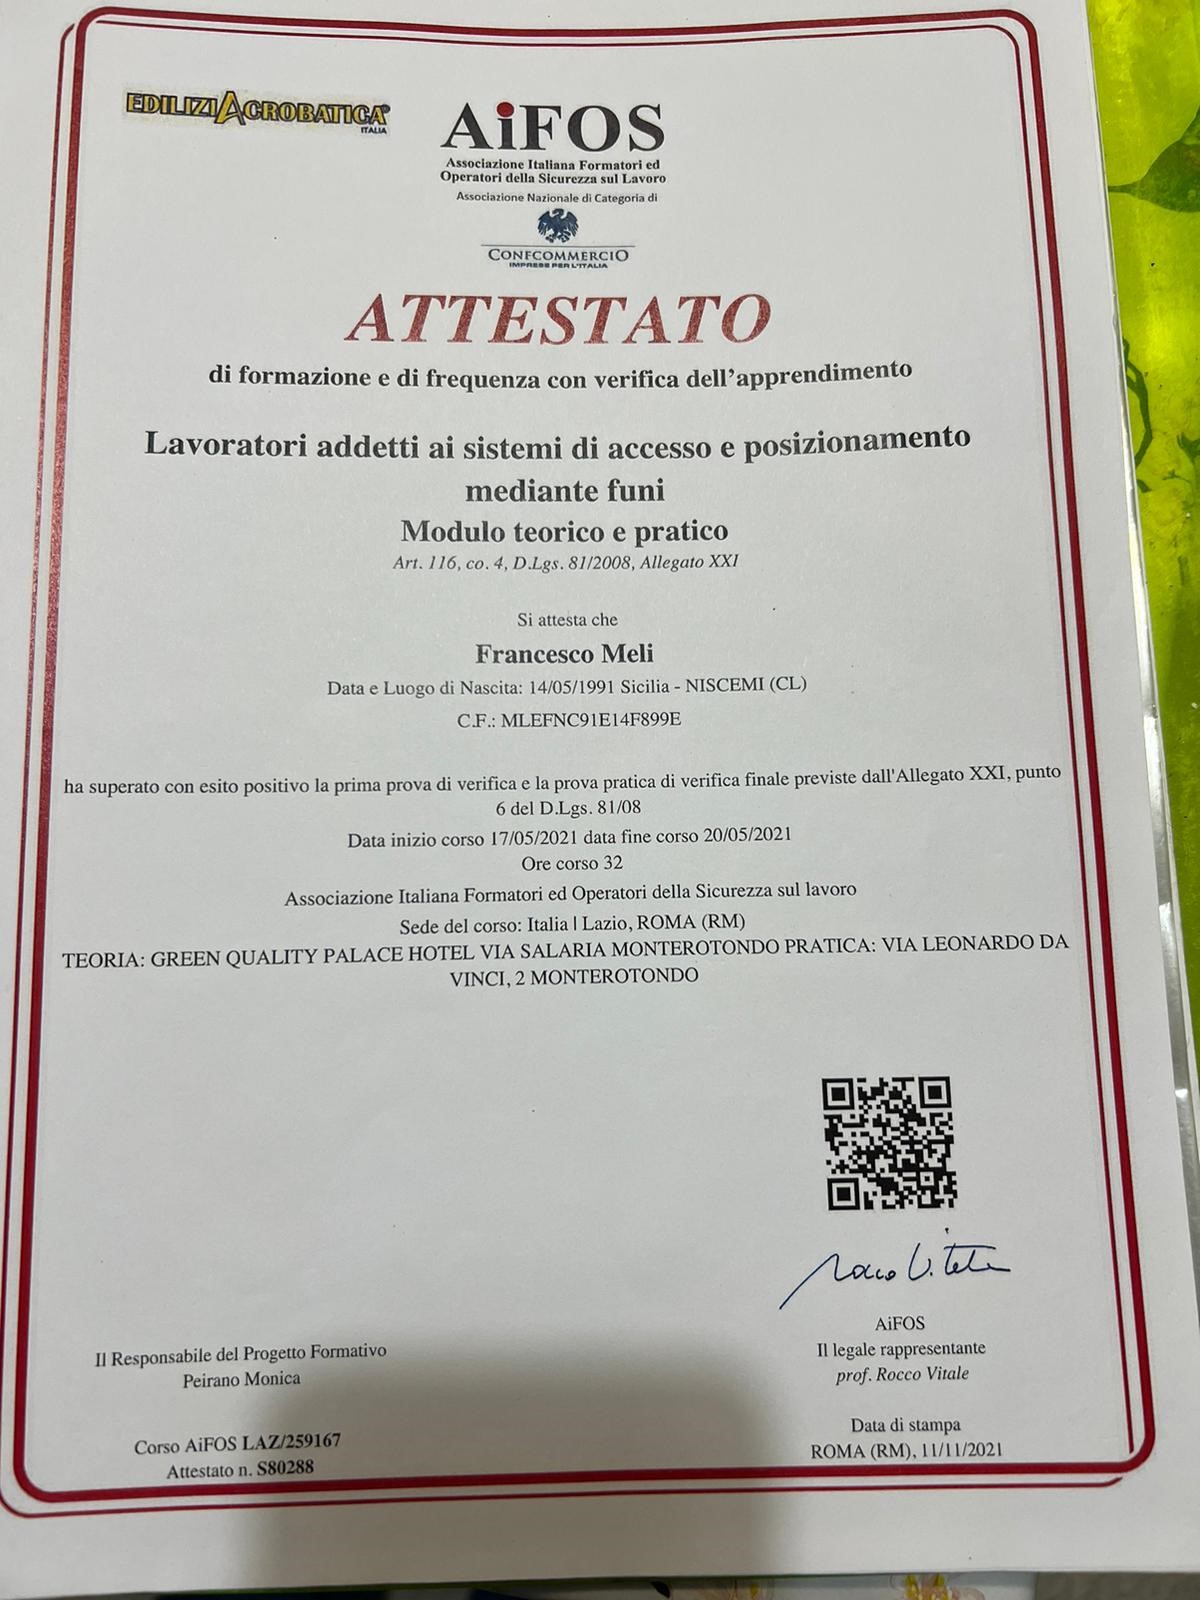 EDILIZIACROBATICA®
ITALIA
AiFOS
Associazione Italiana Formatori ed
Operatori della Sicurezza sul Lavoro
Associazione Nazionale di Categoria di
CONFCOMMERCIO
IMPRESE PER L'ITALIA
ATTESTATO
di formazione e di frequenza con verifica dell'apprendimento
Lavoratori addetti ai sistemi di accesso e posizionamento
mediante funi
Modulo teorico e pratico
Art. 116, co. 4, D.Lgs. 81/2008, Allegato XXI
Si attesta che
Francesco Meli
Data e Luogo di Nascita: 14/05/1991 Sicilia - NISCEMI (CL)
C.F.: MLEFNC91E14F899E
ha superato con esito positivo la prima prova di verifica e la prova pratica di verifica finale previste dall'Allegato XXI, punto
6 del D.Lgs. 81/08
Data inizio corso 17/05/2021 data fine corso 20/05/2021
Ore corso 32
Associazione Italiana Formatori ed Operatori della Sicurezza sul lavoro
Sede del corso: Italia | Lazio, ROMA (RM)
TEORIA: GREEN QUALITY PALACE HOTEL VIA SALARIA MONTEROTONDO PRATICA: VIA LEONARDO DA
VINCI, 2 MONTEROTONDO
Rocco Vitale
AiFOS
Il legale rappresentante
prof. Rocco Vitale
Il Responsabile del Progetto Formativo
Peirano Monica
Data di stampa
ROMA (RM), 11/11/2021
Corso AiFOS LAZ/259167
Attestato n. S80288